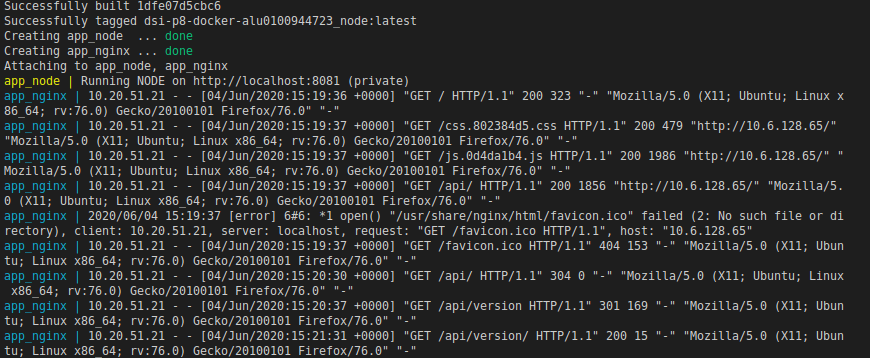 Successfully built 1dfe07d5cbc6
Successfully tagged dsi-p8-docker-alu0100944723_node:latest
Creating app_node  ... done
Creating app_nginx ... done
Attaching to app_node, app_nginx
app_node | Running NODE on http://localhost:8081 (private)
app_nginx | 10.20.51.21 - - [04/Jun/2020:15:19:36 +0000] "GET / HTTP/1.1" 200 323 "-" "Mozilla/5.0 (X11; Ubuntu; Linux x
86_64; rv:76.0) Gecko/20100101 Firefox/76.0" "-"
app_nginx | 10.20.51.21 - - [04/Jun/2020:15:19:37 +0000] "GET /css.802384d5.css HTTP/1.1" 200 479 "http://10.6.128.65/"
"Mozilla/5.0 (X11; Ubuntu; Linux x86_64; rv:76.0) Gecko/20100101 Firefox/76.0" "-"
app_nginx | 10.20.51.21 - - [04/Jun/2020:15:19:37 +0000] "GET /js.0d4da1b4.js HTTP/1.1" 200 1986 "http://10.6.128.65/" "
Mozilla/5.0 (X11; Ubuntu; Linux x86_64; rv:76.0) Gecko/20100101 Firefox/76.0" "-"
app_nginx | 10.20.51.21 - - [04/Jun/2020:15:19:37 +0000] "GET /api/ HTTP/1.1" 200 1856 "http://10.6.128.65/" "Mozilla/5.
0 (X11; Ubuntu; Linux x86_64; rv:76.0) Gecko/20100101 Firefox/76.0" "-"
app_nginx | 2020/06/04 15:19:37 [error] 6#6: *1 open() "/usr/share/nginx/html/favicon.ico" failed (2: No such file or di
rectory), client: 10.20.51.21, server: localhost, request: "GET /favicon.ico HTTP/1.1", host: "10.6.128.65"
app_nginx | 10.20.51.21 - - [04/Jun/2020:15:19:37 +0000] "GET /favicon.ico HTTP/1.1" 404 153 "-" "Mozilla/5.0 (X11; Ubun
tu; Linux x86_64; rv:76.0) Gecko/20100101 Firefox/76.0" "-"
app_nginx | 10.20.51.21 - - [04/Jun/2020:15:20:30 +0000] "GET /api/ HTTP/1.1" 304 0 "-" "Mozilla/5.0 (X11; Ubuntu; Linux
 x86_64; rv:76.0) Gecko/20100101 Firefox/76.0" "-"
app_nginx | 10.20.51.21 - - [04/Jun/2020:15:20:37 +0000] "GET /api/version HTTP/1.1" 301 169 "-" "Mozilla/5.0 (X11; Ubun
tu; Linux x86_64; rv:76.0) Gecko/20100101 Firefox/76.0" "-"
app_nginx | 10.20.51.21 - - [04/Jun/2020:15:21:31 +0000] "GET /api/version/ HTTP/1.1" 200 15 "-" "Mozilla/5.0 (X11; Ubun
tu; Linux x86_64; rv:76.0) Gecko/20100101 Firefox/76.0" "-"